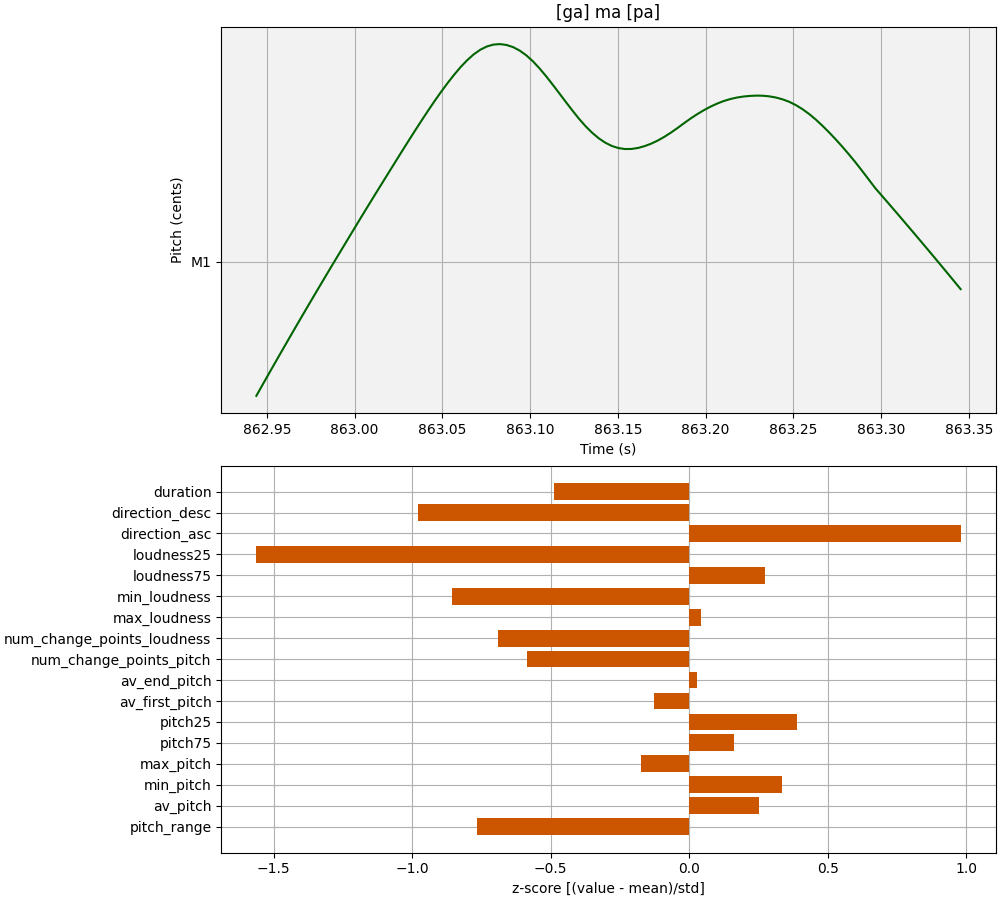 [ga] ma [pa]
Pitch (cents)
M1
862.95 863.00 863.05 863.10 863.15 863.20 863.25 863.30 863.35
Time (s)
duration
direction_desc
direction_asc
loudness25
loudness75
min_loudness
max_loudness
num_change_points_loudness
num_change_points_pitch
av_end_pitch
av_first_pitch
pitch25
pitch75
max_pitch
min_pitch
av_pitch
pitch_range
−1.5 −1.0 −0.5 0.0 0.5 1.0
z-score [(value - mean)/std]